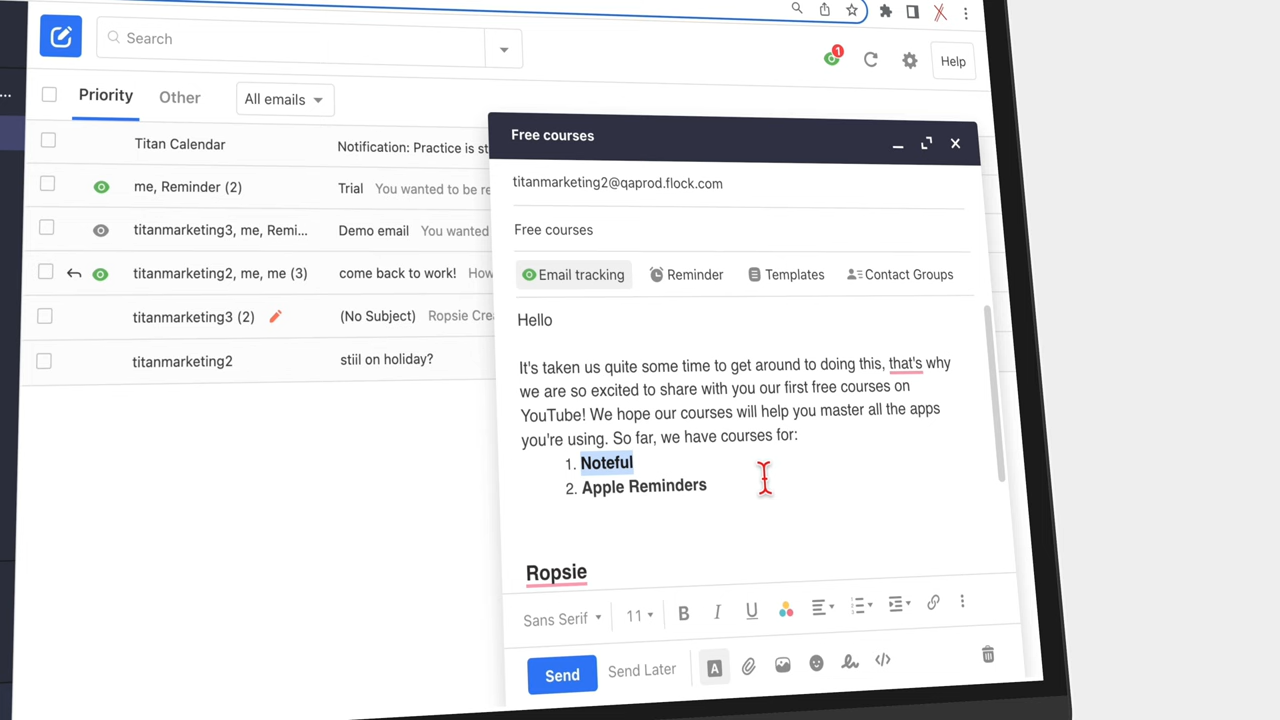 Search
1
Help
Priority
Other
All emails
Titan Calendar
Notification: Practice is st
me, Reminder (2)
Trial You wanted to be re
titanmarketing3, me, Remi...
Demo email You wanted
titanmarketing2, me, me (3)
come back to work! How
titanmarketing3 (2)
(No Subject) Ropsie Cre
titanmarketing2
stiil on holiday?
Free courses
titanmarketing2@qaprod.flock.com
Free courses
Email tracking
Reminder
Templates
Contact Groups
Hello
It's taken us quite some time to get around to doing this, that's why
we are so excited to share with you our first free courses on
YouTube! We hope our courses will help you master all the apps
you're using. So far, we have courses for:
1. Noteful
2. Apple Reminders
Ropsie
Sans Serif
11
B
I
U
Send
Send Later
A